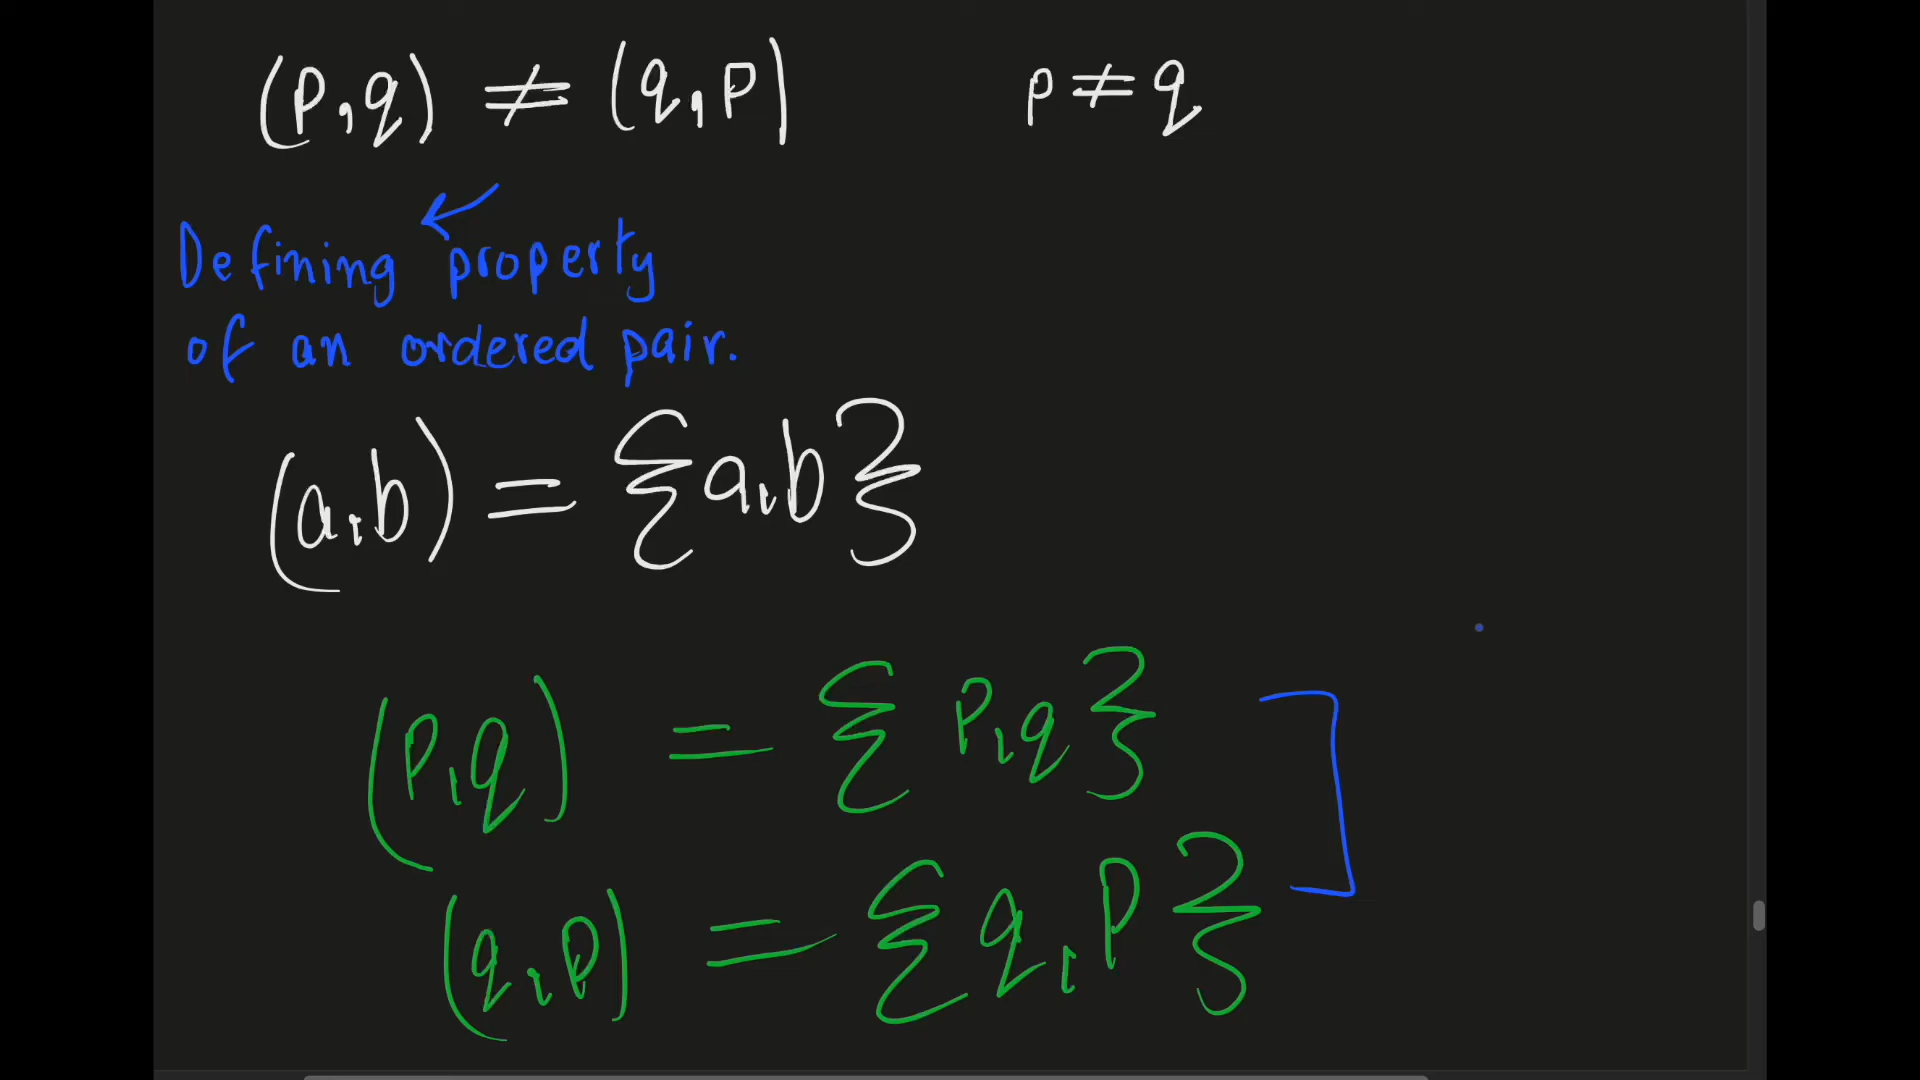 (p,q) ≠ (q,p) p ≠ q
Defining property
of an ordered pair.
(a,b) = {a,b}
(p,q) = {p,q}
(q,p) = {q,p}